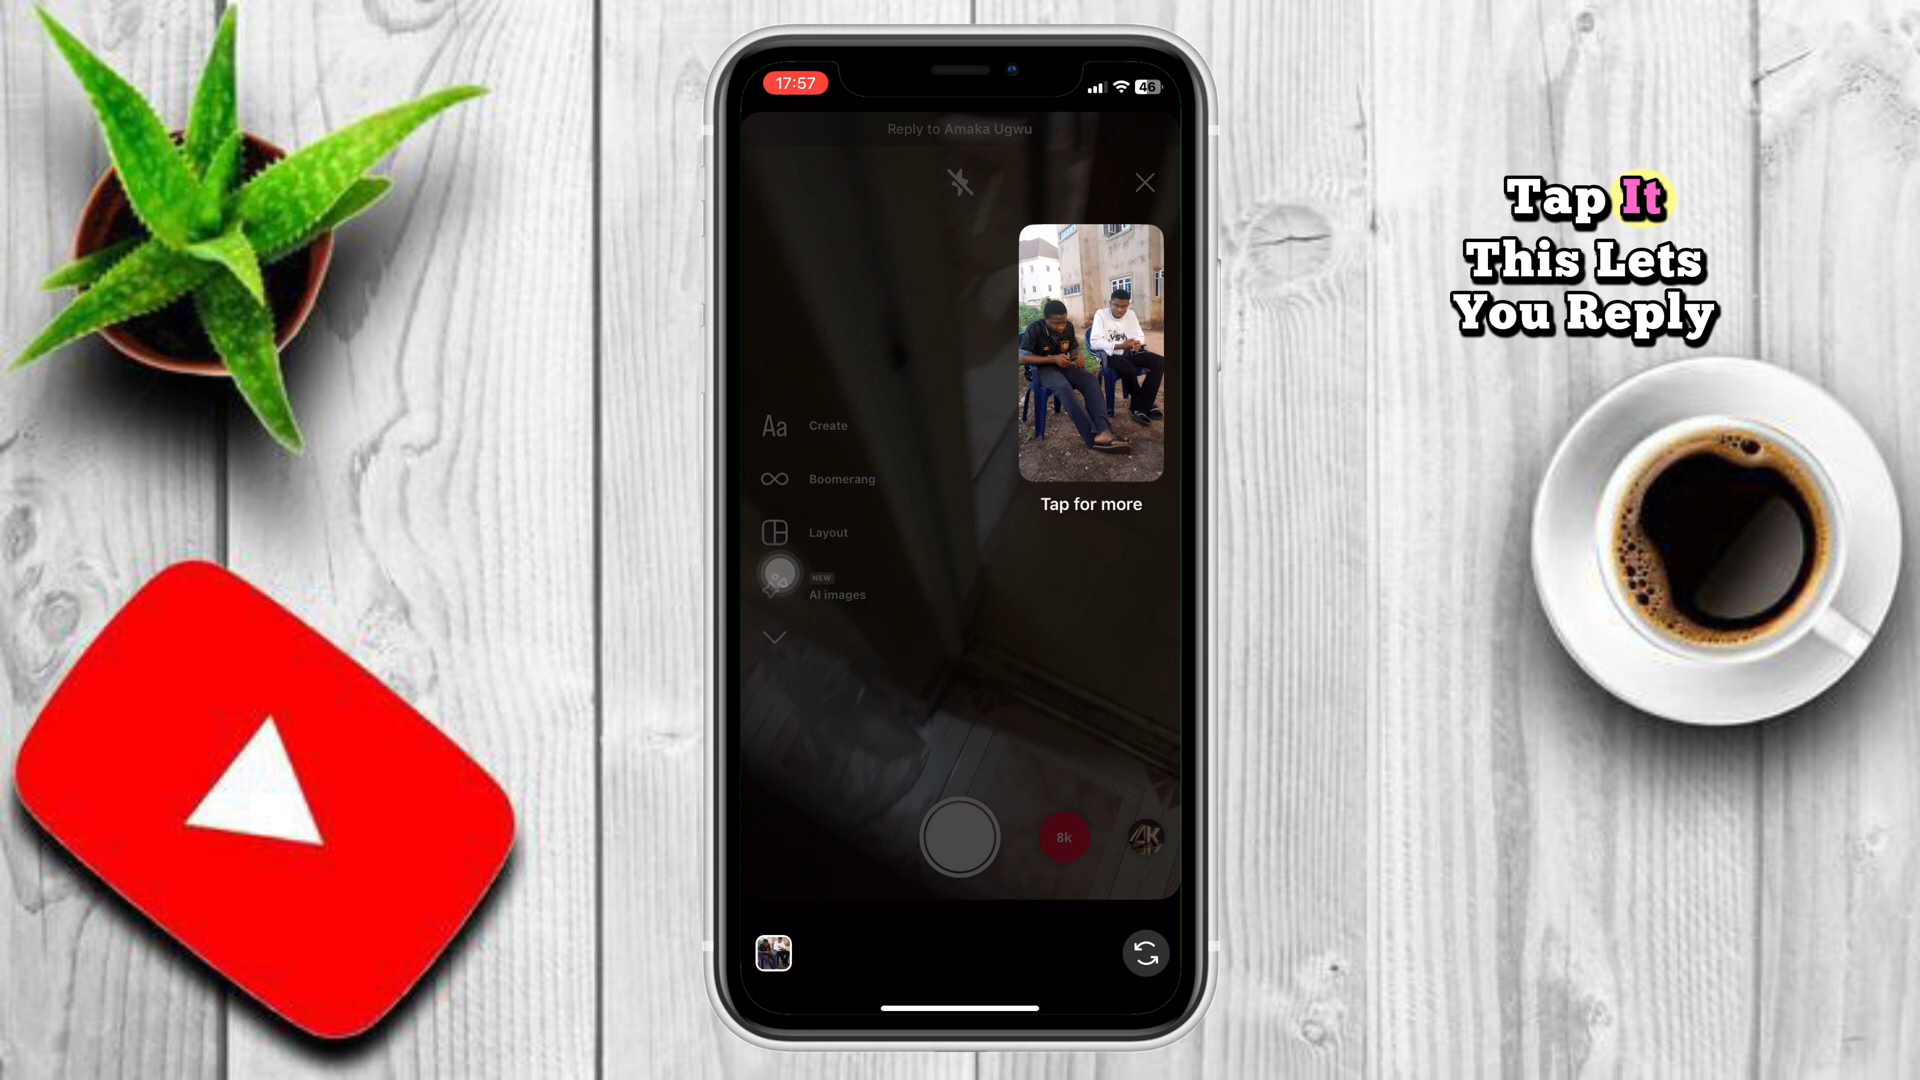 17:57
46
Reply to Amaka Ugwu
Tap It
This Lets
You Reply
Aa Create
Boomerang
Tap for more
Layout
NEW
AI images
8k
4K